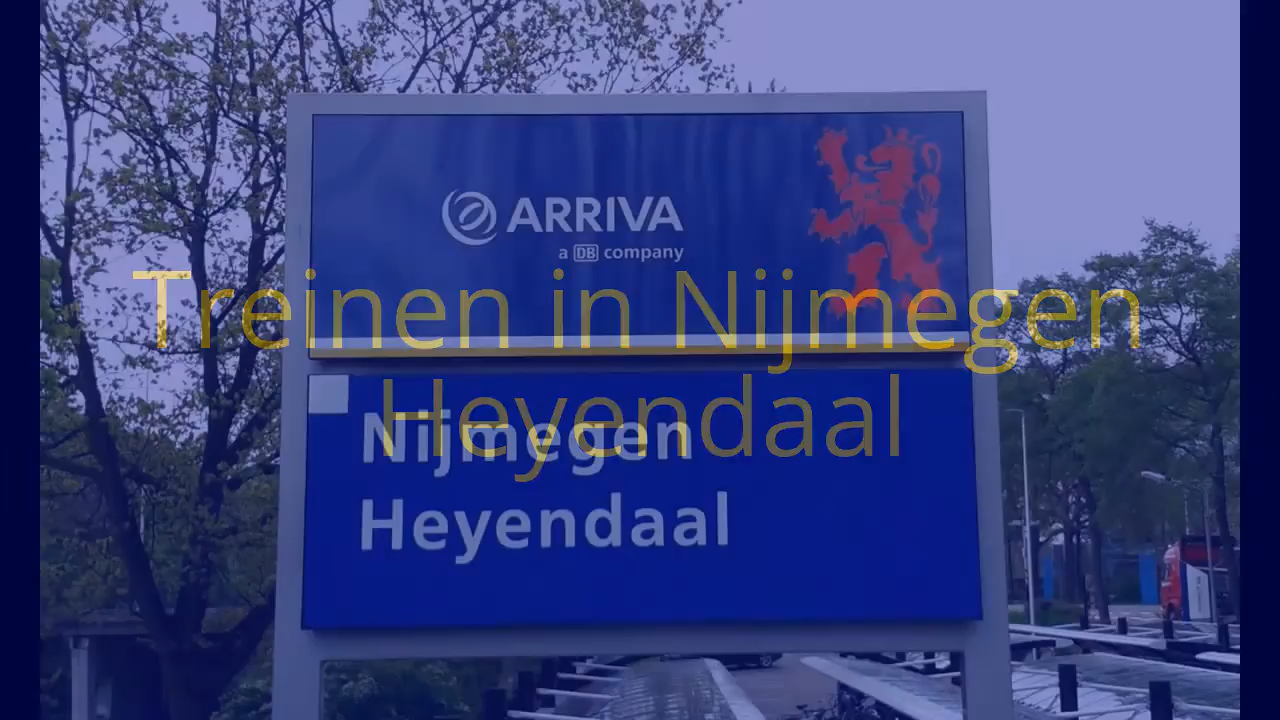 ARRIVA
a DB company
Treinen in Nijmegen
Heyendaal
Nijmegen
Heyendaal